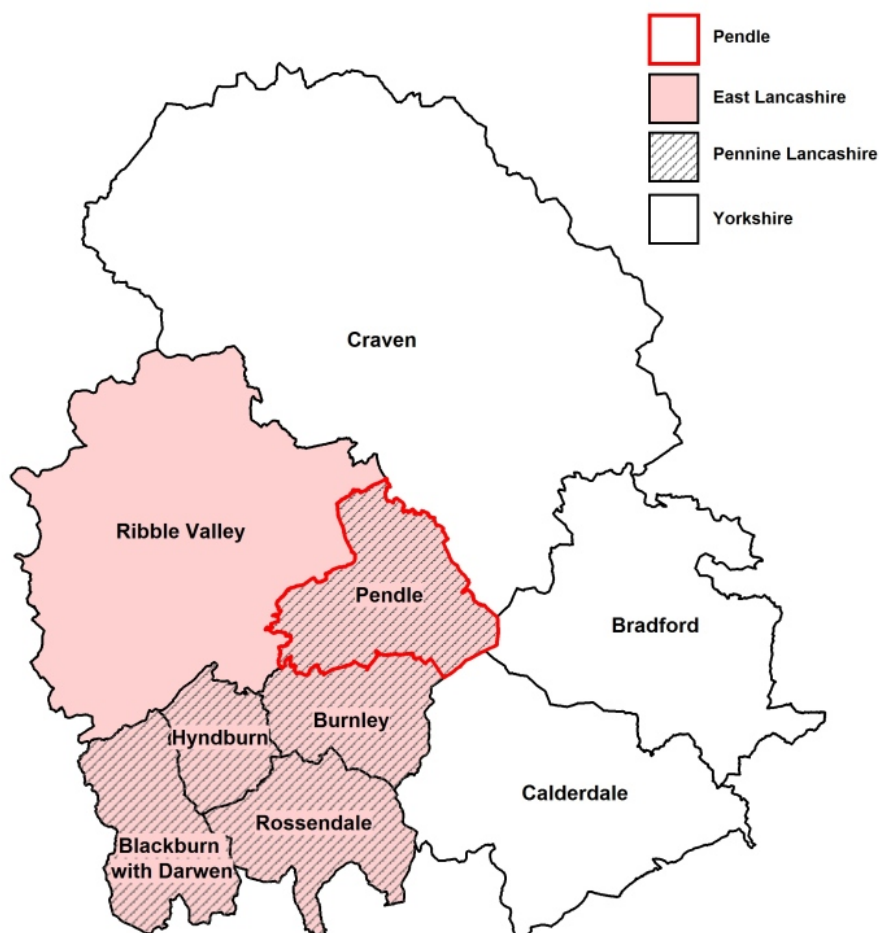 Pendle
East Lancashire
Pennine Lancashire
Yorkshire
Craven
Ribble Valley
Pendle
Bradford
Burnley
Hyndburn
Calderdale
Rossendale
Blackburn
with Darwen